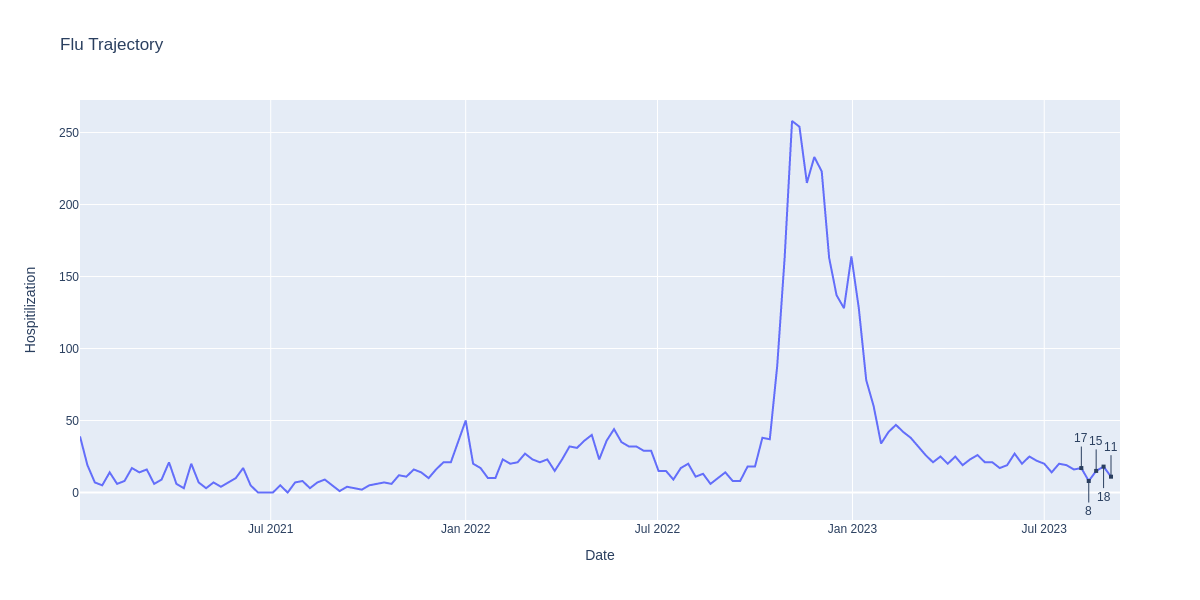 Flu Trajectory
250
200
150
100
50
0
Hospitilization
17
15
11
8
18
Jul 2021
Jan 2022
Jul 2022
Jan 2023
Jul 2023
Date